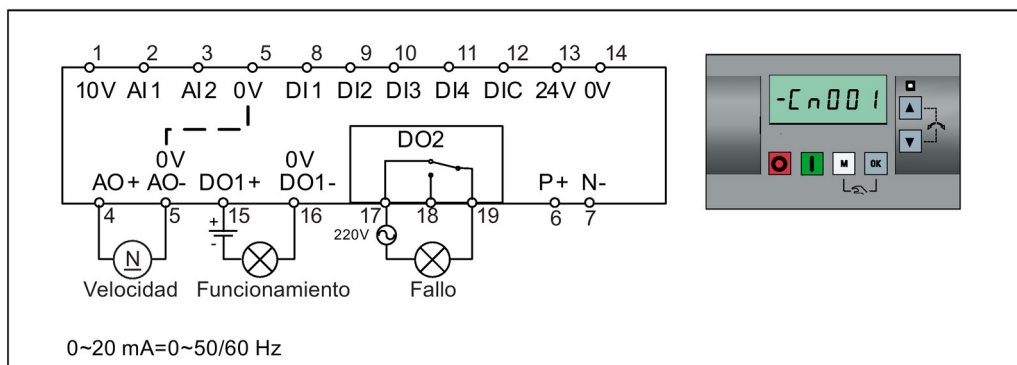 1 2 3 5 8 9 10 11 12 13 14
10V AI1 AI2 0V DI1 DI2 DI3 DI4 DIC 24V 0V
-Cn001
DO2
0V 0V
AO+ AO- DO1+ DO1- P+ N-
4 5 15 16 17 18 19 6 7
+
-
220V
N
M OK
Velocidad Funcionamiento Fallo
0~20 mA=0~50/60 Hz